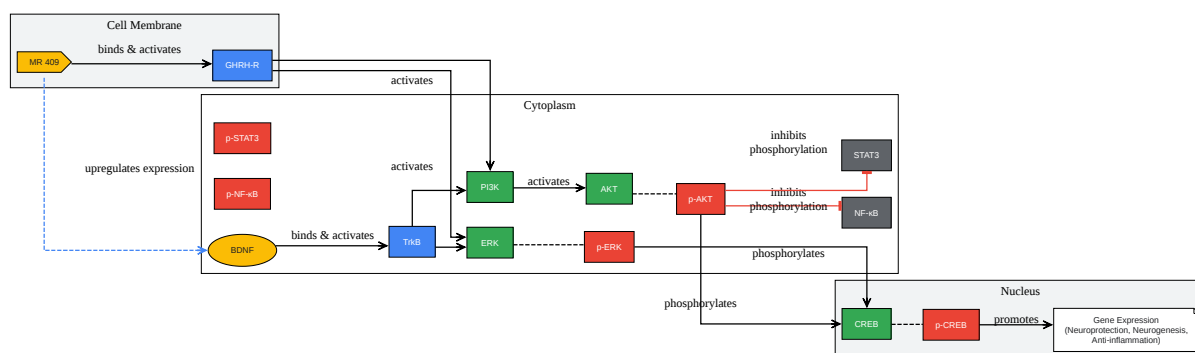 Cell Membrane
MR 409
binds & activates
GHRH-R
activates
Cytoplasm
p-STAT3
inhibits
phosphorylation
STAT3
upregulates expression
activates
p-NF-κB
PI3K
activates
AKT
p-AKT
inhibits
phosphorylation
NF-κB
BDNF
binds & activates
TrkB
ERK
p-ERK
phosphorylates
Nucleus
phosphorylates
CREB
p-CREB
promotes
Gene Expression
(Neuroprotection, Neurogenesis,
Anti-inflammation)